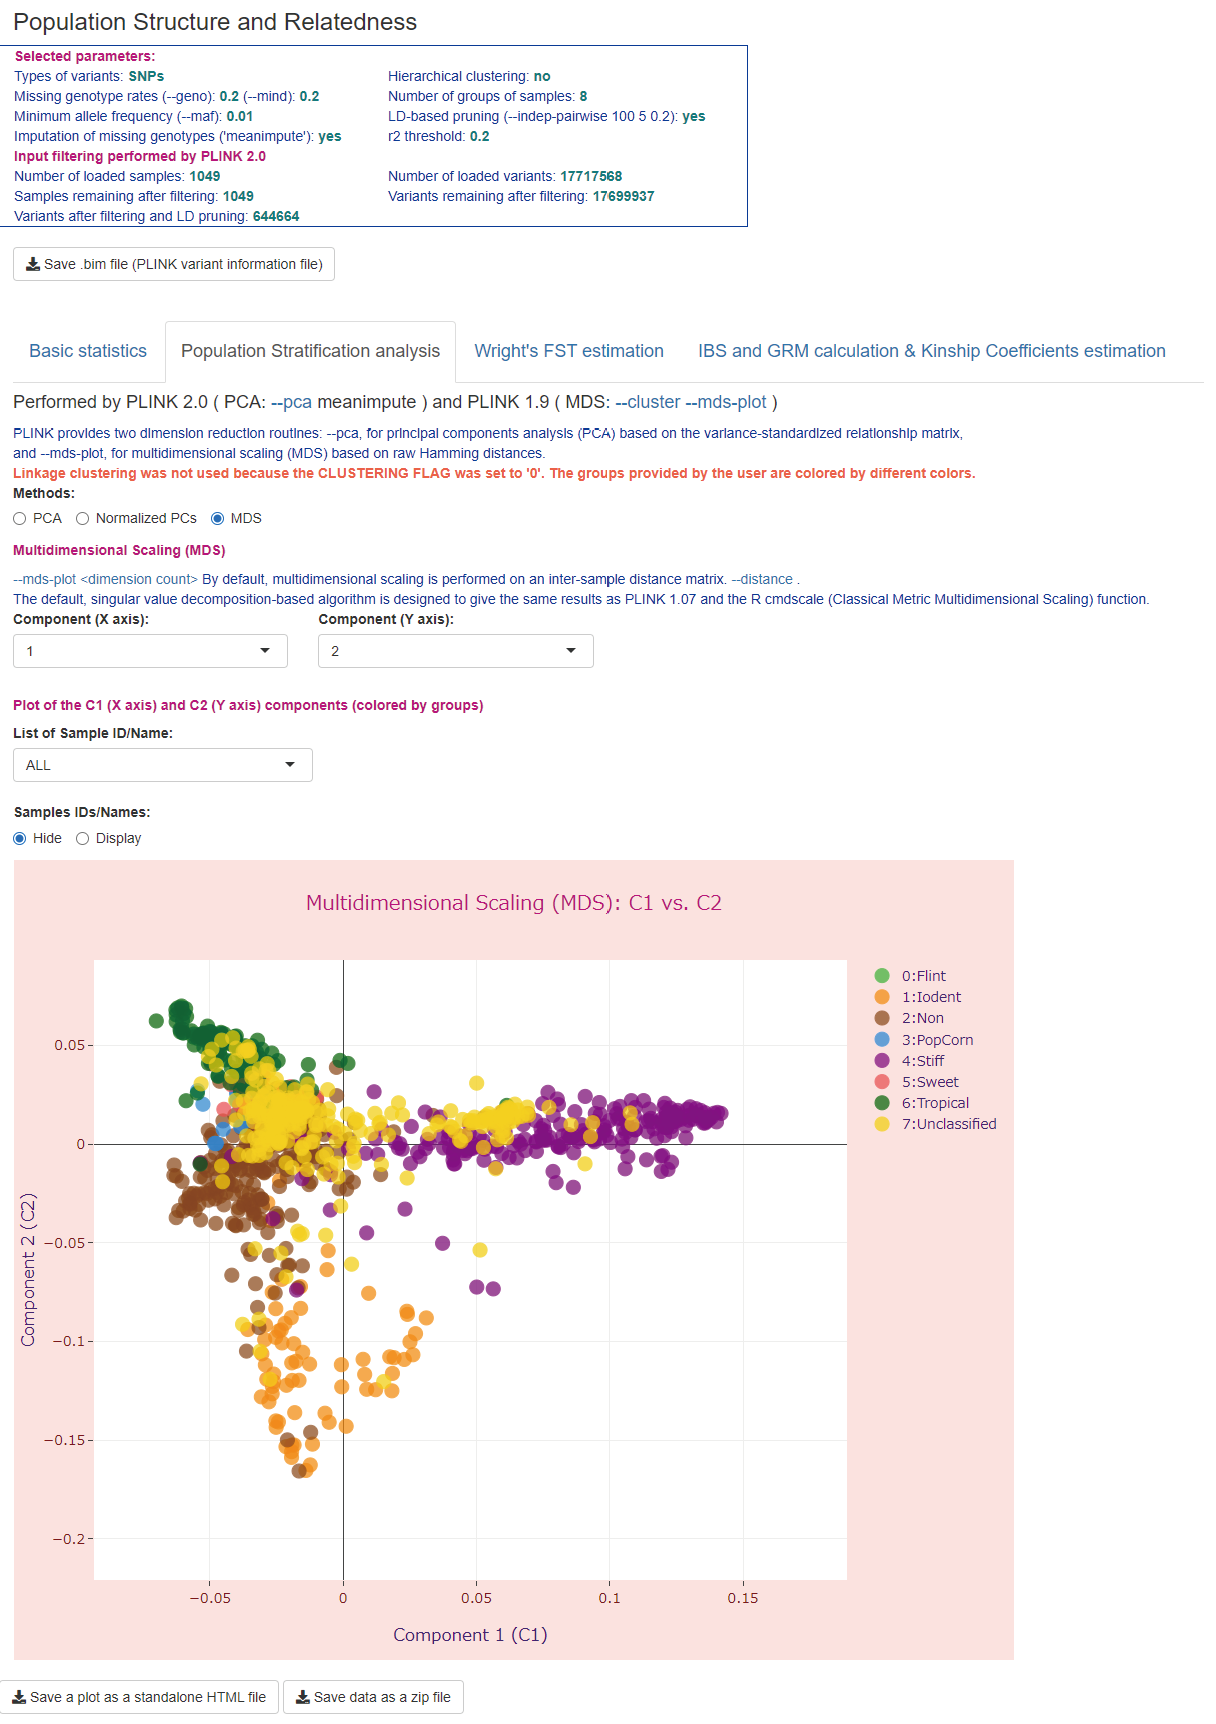 Population Structure and Relatedness
Selected parameters:
Types of variants: SNPs
Hierarchical clustering: no
Missing genotype rates (--geno): 0.2 (--mind): 0.2
Number of groups of samples: 8
Minimum allele frequency (--maf): 0.01
LD-based pruning (--indep-pairwise 100 5 0.2): yes
Imputation of missing genotypes ('meanimpute'): yes
r2 threshold: 0.2
Input filtering performed by PLINK 2.0
Number of loaded samples: 1049
Number of loaded variants: 17717568
Samples remaining after filtering: 1049
Variants remaining after filtering: 17699937
Variants after filtering and LD pruning: 644664
Save .bim file (PLINK variant information file)
Basic statistics
Population Stratification analysis
Wright's FST estimation
IBS and GRM calculation & Kinship Coefficients estimation
Performed by PLINK 2.0 ( PCA: --pca meanimpute ) and PLINK 1.9 ( MDS: --cluster --mds-plot )
PLINK provides two dimension reduction routines: --pca, for principal components analysis (PCA) based on the variance-standardized relationship matrix,
and --mds-plot, for multidimensional scaling (MDS) based on raw Hamming distances.
Linkage clustering was not used because the CLUSTERING FLAG was set to '0'. The groups provided by the user are colored by different colors.
Methods:
PCA Normalized PCs MDS
Multidimensional Scaling (MDS)
--mds-plot <dimension count> By default, multidimensional scaling is performed on an inter-sample distance matrix. --distance .
The default, singular value decomposition-based algorithm is designed to give the same results as PLINK 1.07 and the R cmdscale (Classical Metric Multidimensional Scaling) function.
Component (X axis):
Component (Y axis):
1
2
Plot of the C1 (X axis) and C2 (Y axis) components (colored by groups)
List of Sample ID/Name:
ALL
Samples IDs/Names:
Hide Display
Multidimensional Scaling (MDS): C1 vs. C2
0:Flint
1:Iodent
2:Non
3:PopCorn
4:Stiff
5:Sweet
6:Tropical
7:Unclassified
0.05
0
−0.05
−0.1
−0.15
−0.2
Component 2 (C2)
−0.05
0
0.05
0.1
0.15
Component 1 (C1)
Save a plot as a standalone HTML file
Save data as a zip file